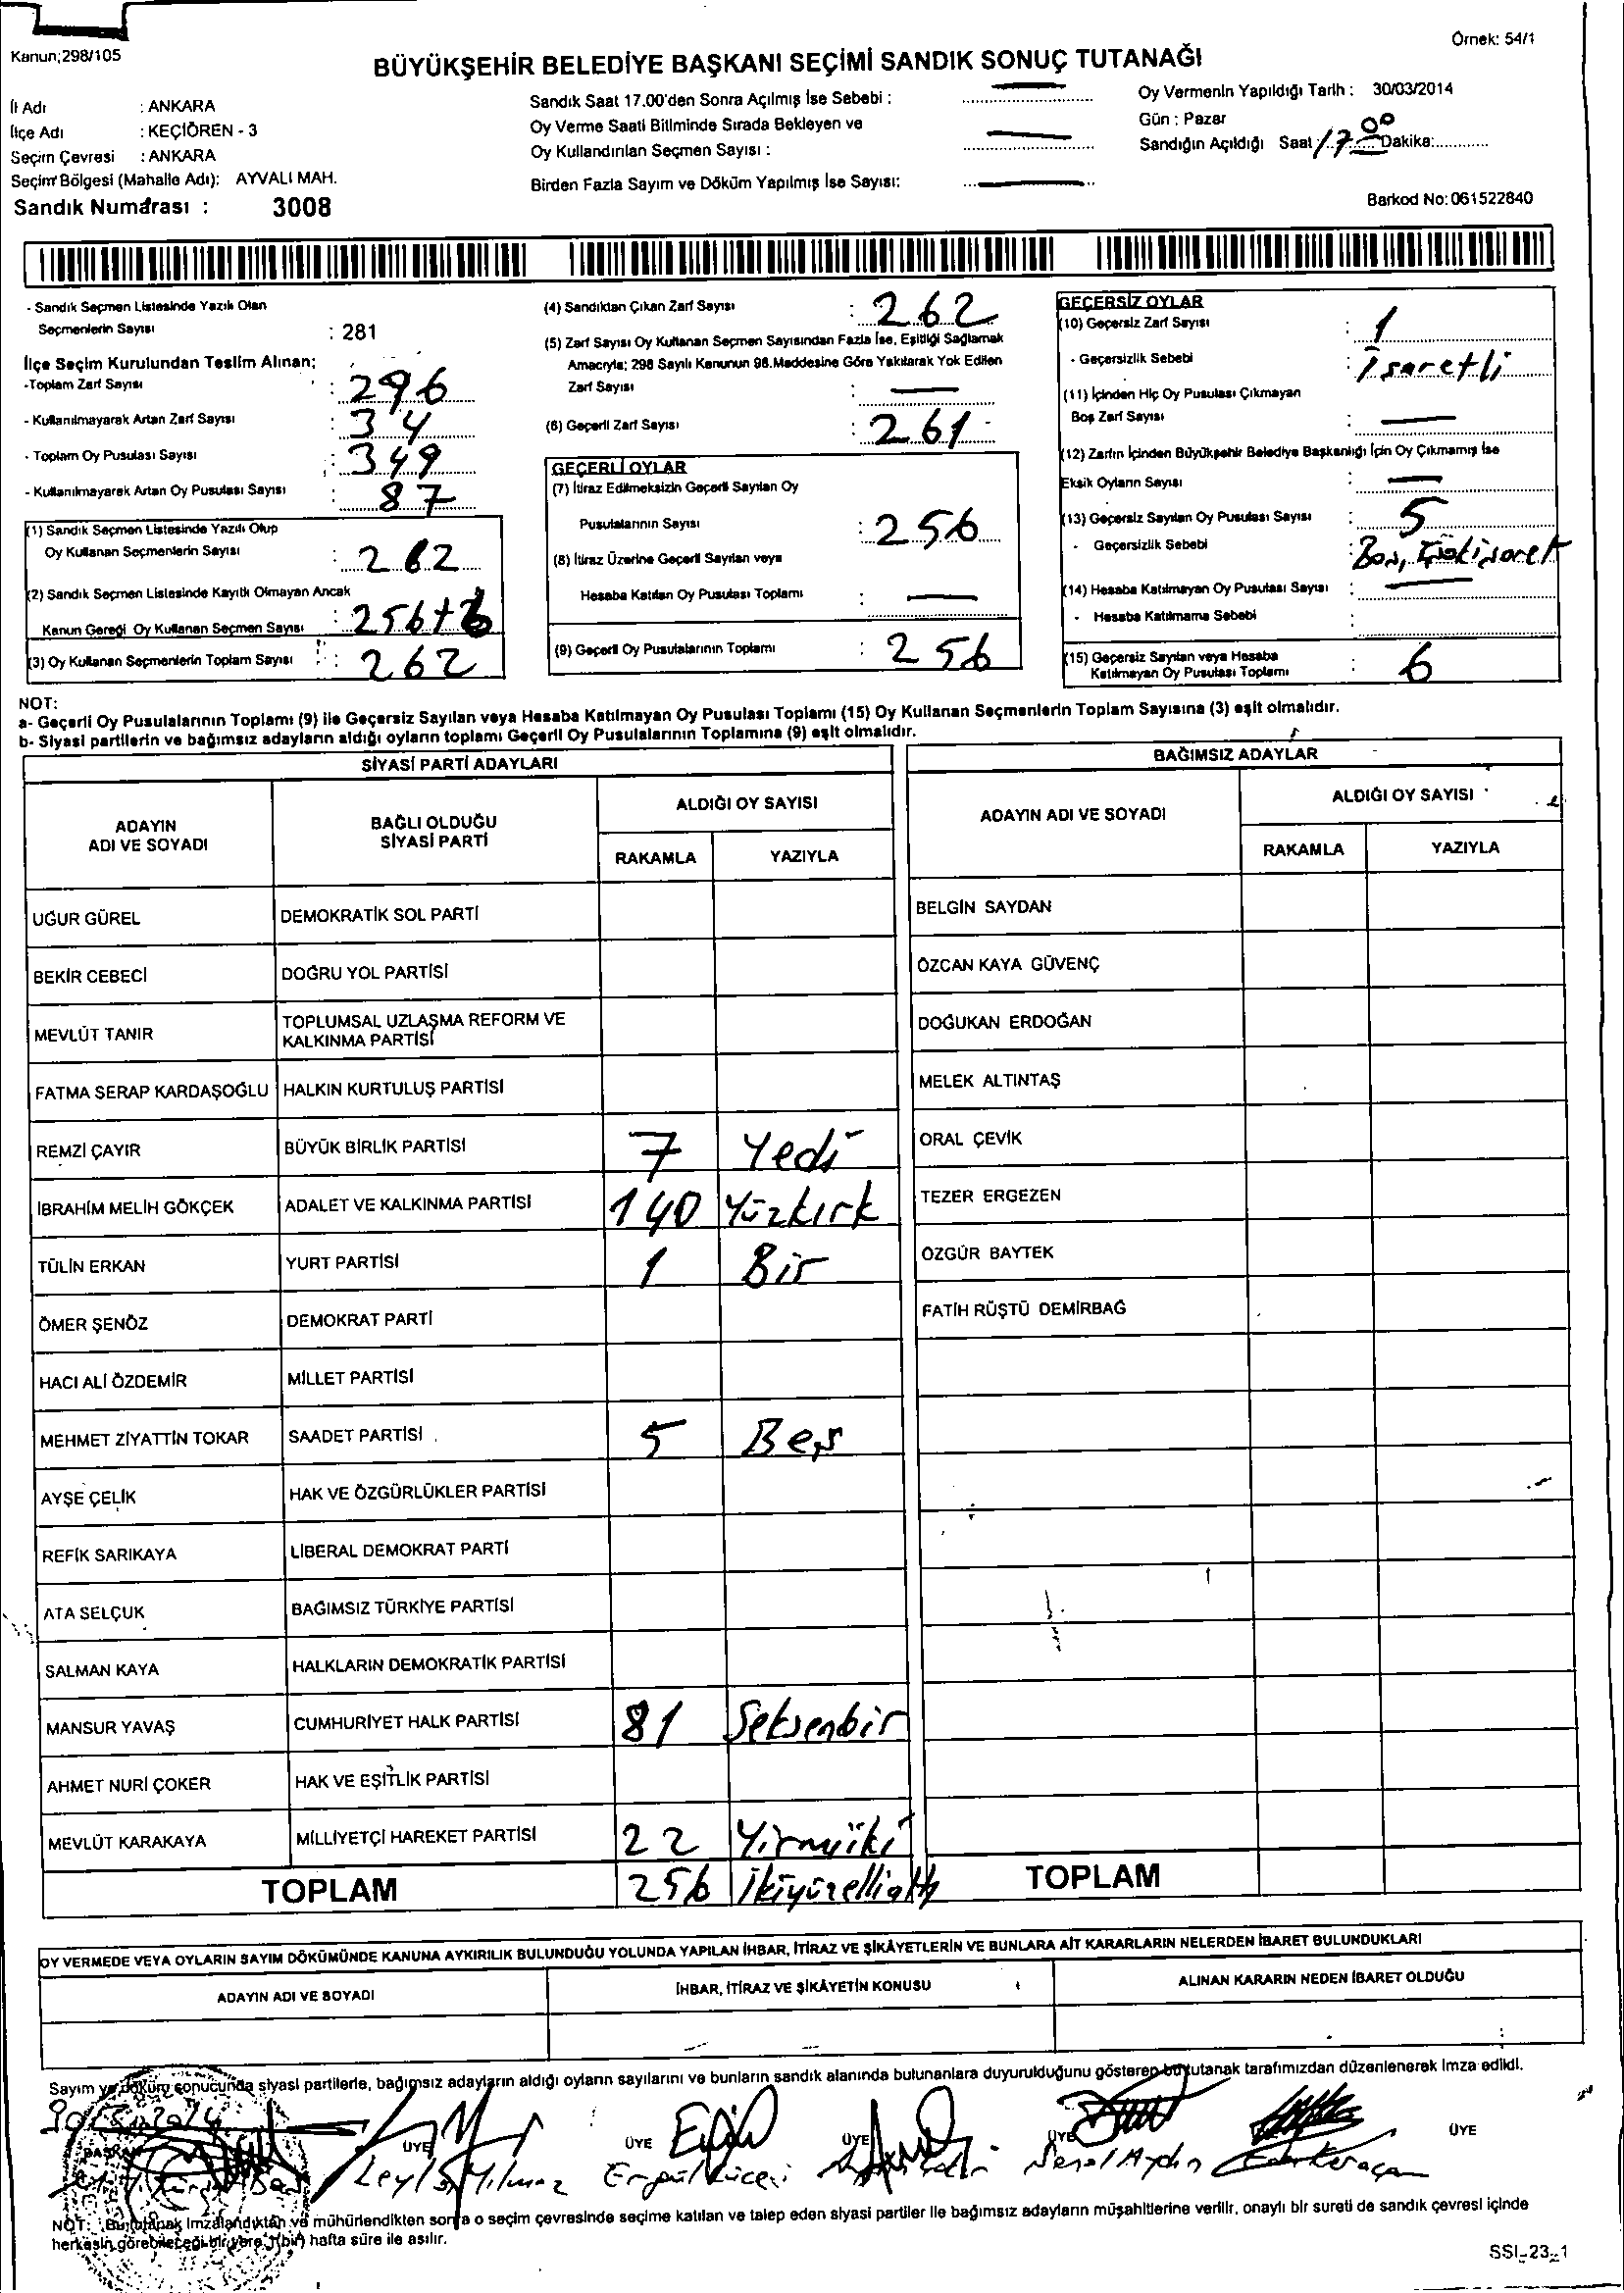 Kanun;298/105
Örnek: 54/1
BÜYÜKŞEHİR BELEDİYE BAŞKANI SEÇİMİ SANDIK SONUÇ TUTANAĞI
İl Adı : ANKARA
İlçe Adı : KEÇİÖREN - 3
Seçim Çevresi : ANKARA
Seçim Bölgesi (Mahalle Adı): AYVALI MAH.
Sandık Numarası : 3008
Sandık Saat 17.00'den Sonra Açılmış İse Sebebi :
Oy Verme Saati Bitiminde Sırada Bekleyen ve
Oy Kullandırılan Seçmen Sayısı :
Birden Fazla Sayım ve Döküm Yapılmış İse Sayısı:
Oy Vermenin Yapıldığı Tarih : 30/03/2014
Gün : Pazar
Sandığın Açıldığı Saat 17 00 Dakika:
Barkod No: 061522840
- Sandık Seçmen Listesinde Yazılı Olan
Seçmenlerin Sayısı : 281
İlçe Seçim Kurulundan Teslim Alınan;
-Toplam Zarf Sayısı : 296
- Kullanılmayarak Artan Zarf Sayısı : 34
- Toplam Oy Pusulası Sayısı : 349
- Kullanılmayarak Artan Oy Pusulası Sayısı : 87
(1) Sandık Seçmen Listesinde Yazılı Olup
Oy Kullanan Seçmenlerin Sayısı : 262
(2) Sandık Seçmen Listesinde Kayıtlı Olmayan Ancak
Kanun Gereği Oy Kullanan Seçmen Sayısı : 256+6
(3) Oy Kullanan Seçmenlerin Toplam Sayısı : 262
(4) Sandıktan Çıkan Zarf Sayısı : 262
(5) Zarf Sayısı Oy Kullanan Seçmen Sayısından Fazla İse, Eşitliği Sağlamak
Amacıyla; 298 Sayılı Kanunun 98.Maddesine Göre Yakılarak Yok Edilen
Zarf Sayısı :
(6) Geçerli Zarf Sayısı : 261
GEÇERLİ OYLAR
(7) İtiraz Edilmeksizin Geçerli Sayılan Oy
Pusulalarının Sayısı : 256
(8) İtiraz Üzerine Geçerli Sayılan veya
Hesaba Katılan Oy Pusulası Toplamı :
(9) Geçerli Oy Pusulalarının Toplamı : 256
GEÇERSİZ OYLAR
(10) Geçersiz Zarf Sayısı : 1
- Geçersizlik Sebebi : İsaretli
(11) İçinden Hiç Oy Pusulası Çıkmayan
Boş Zarf Sayısı :
(12) Zarfın İçinden Büyükşehir Belediye Başkanlığı İçin Oy Çıkmamış İse
Eksik Oyların Sayısı :
(13) Geçersiz Sayılan Oy Pusulası Sayısı : 5
- Geçersizlik Sebebi : Boş,
(14) Hesaba Katılmayan Oy Pusulası Sayısı :
- Hesaba Katılmama Sebebi :
(15) Geçersiz Sayılan veya Hesaba
Katılmayan Oy Pusulası Toplamı : 6
NOT:
a- Geçerli Oy Pusulalarının Toplamı (9) ile Geçersiz Sayılan veya Hesaba Katılmayan Oy Pusulası Toplamı (15) Oy Kullanan Seçmenlerin Toplam Sayısına (3) eşit olmalıdır.
b- Siyasi partilerin ve bağımsız adayların aldığı oyların toplamı Geçerli Oy Pusulalarının Toplamına (9) eşit olmalıdır.
SİYASİ PARTİ ADAYLARI
ADAYIN
ADI VE SOYADI
BAĞLI OLDUĞU
SİYASİ PARTİ
ALDIĞI OY SAYISI
RAKAMLA YAZIYLA
UĞUR GÜREL DEMOKRATİK SOL PARTİ
BEKİR CEBECİ DOĞRU YOL PARTİSİ
MEVLÜT TANIR TOPLUMSAL UZLAŞMA REFORM VE
KALKINMA PARTİSİ
FATMA SERAP KARDAŞOĞLU HALKIN KURTULUŞ PARTİSİ
REMZİ ÇAYIR BÜYÜK BİRLİK PARTİSİ 7 Yedi
İBRAHİM MELİH GÖKÇEK ADALET VE KALKINMA PARTİSİ 140 Yüzkırk
TÜLİN ERKAN YURT PARTİSİ 1 Bir
ÖMER ŞENÖZ DEMOKRAT PARTİ
HACI ALİ ÖZDEMİR MİLLET PARTİSİ
MEHMET ZİYATTİN TOKAR SAADET PARTİSİ 5 Beş
AYŞE ÇELİK HAK VE ÖZGÜRLÜKLER PARTİSİ
REFİK SARIKAYA LİBERAL DEMOKRAT PARTİ
ATA SELÇUK BAĞIMSIZ TÜRKİYE PARTİSİ
SALMAN KAYA HALKLARIN DEMOKRATİK PARTİSİ
MANSUR YAVAŞ CUMHURİYET HALK PARTİSİ 81 Seksenbir
AHMET NURİ ÇOKER HAK VE EŞİTLİK PARTİSİ
MEVLÜT KARAKAYA MİLLİYETÇİ HAREKET PARTİSİ 22 Yirmiiki
TOPLAM 256 İkiyüzellialtı
BAĞIMSIZ ADAYLAR
ADAYIN ADI VE SOYADI
ALDIĞI OY SAYISI
RAKAMLA YAZIYLA
BELGİN SAYDAN
ÖZCAN KAYA GÜVENÇ
DOĞUKAN ERDOĞAN
MELEK ALTINTAŞ
ORAL ÇEVİK
TEZER ERGEZEN
ÖZGÜR BAYTEK
FATİH RÜŞTÜ DEMİRBAĞ
TOPLAM
OY VERMEDE VEYA OYLARIN SAYIM DÖKÜMÜNDE KANUNA AYKIRILIK BULUNDUĞU YOLUNDA YAPILAN İHBAR, İTİRAZ VE ŞİKÂYETLERİN VE BUNLARA AİT KARARLARIN NELERDEN İBARET BULUNDUKLARI
ADAYIN ADI VE SOYADI
İHBAR, İTİRAZ VE ŞİKÂYETİN KONUSU
ALINAN KARARIN NEDEN İBARET OLDUĞU
Sayım ve döküm sonucunda siyasi partilerle, bağımsız adayların aldığı oyların sayılarını ve bunların sandık alanında bulunanlara duyurulduğunu gösterep bu tutanak tarafımızdan düzenlenerek imza edildi.
BAŞKAN ÜYE ÜYE ÜYE ÜYE ÜYE
Leyla Yılmaz
Aydın
NOT: Bu tutanak imzalandıktan ve mühürlendikten sonra o seçim çevresinde seçime katılan ve talep eden siyasi partiler ile bağımsız adayların müşahitlerine verilir, onaylı bir sureti de sandık çevresi içinde
herkesin görebileceği bir yere 1(bir) hafta süre ile asılır.
SSI_23_1